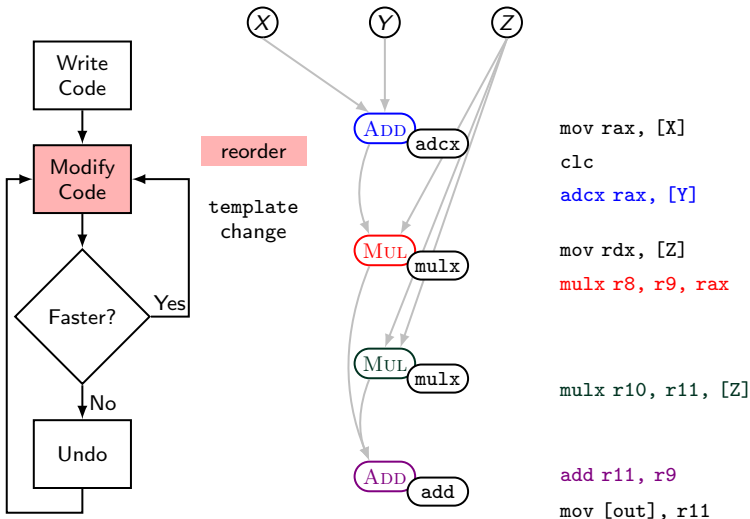 X
Y
Z
Write
Code
Modify
Code
Faster?
Yes
No
Undo
reorder
template
change
ADD
adcx
MUL
mulx
MUL
mulx
ADD
add
mov rax, [X]
clc
adcx rax, [Y]
mov rdx, [Z]
mulx r8, r9, rax
mulx r10, r11, [Z]
add r11, r9
mov [out], r11